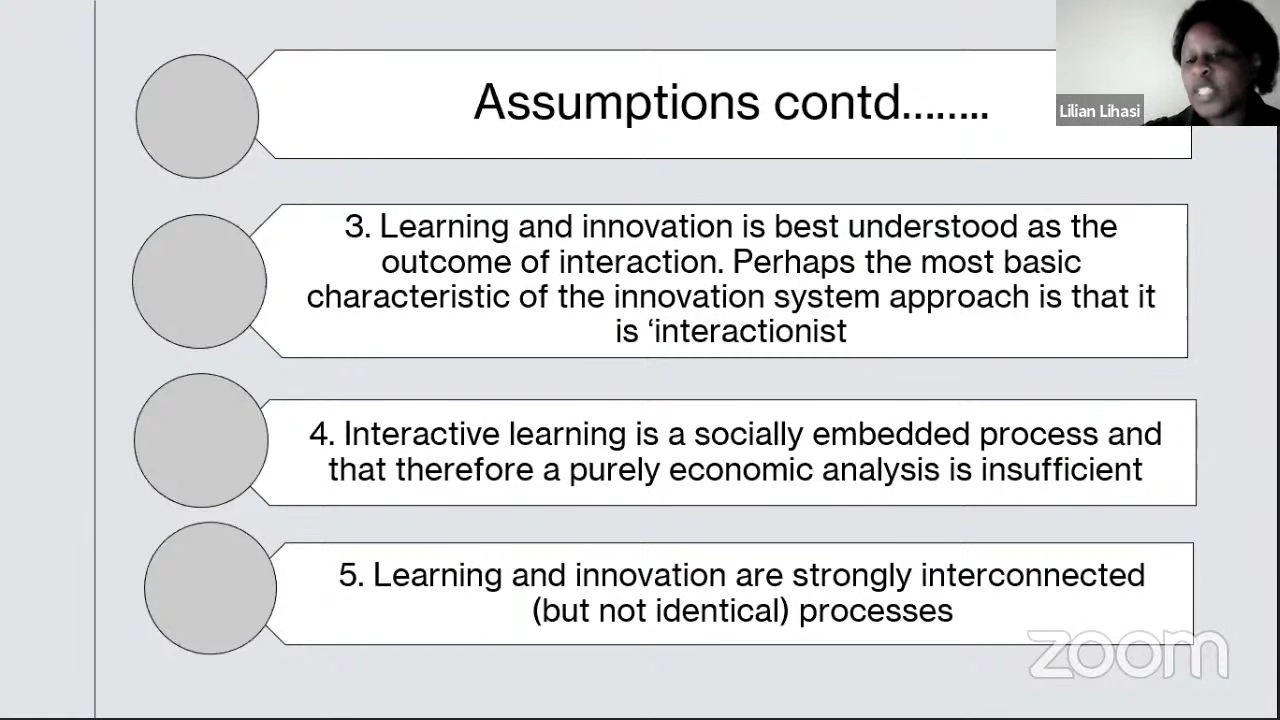 Assumptions contd........
Lilian Lihasi
3. Learning and innovation is best understood as the
outcome of interaction. Perhaps the most basic
characteristic of the innovation system approach is that it
is ‘interactionist
4. Interactive learning is a socially embedded process and
that therefore a purely economic analysis is insufficient
5. Learning and innovation are strongly interconnected
(but not identical) processes
zoom